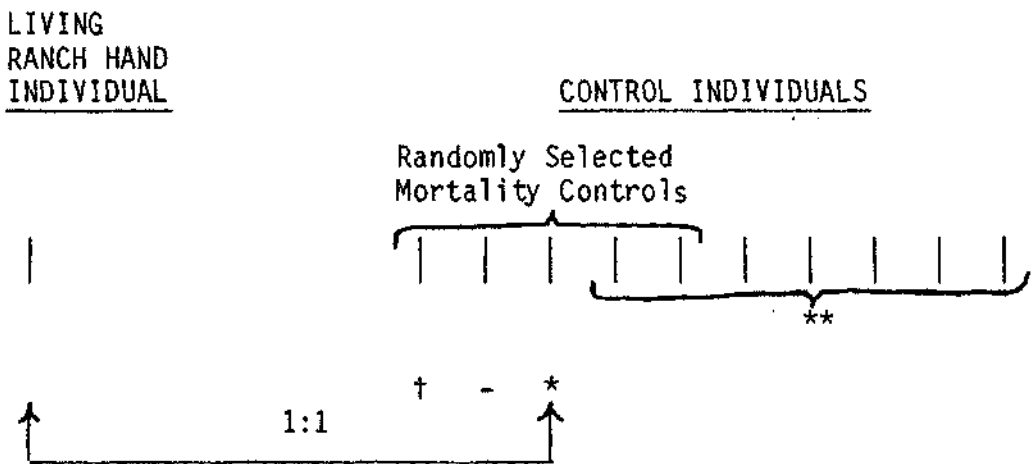 LIVING
RANCH HAND
INDIVIDUAL
CONTROL INDIVIDUALS
Randomly Selected
Mortality Controls
**
† - *
1:1